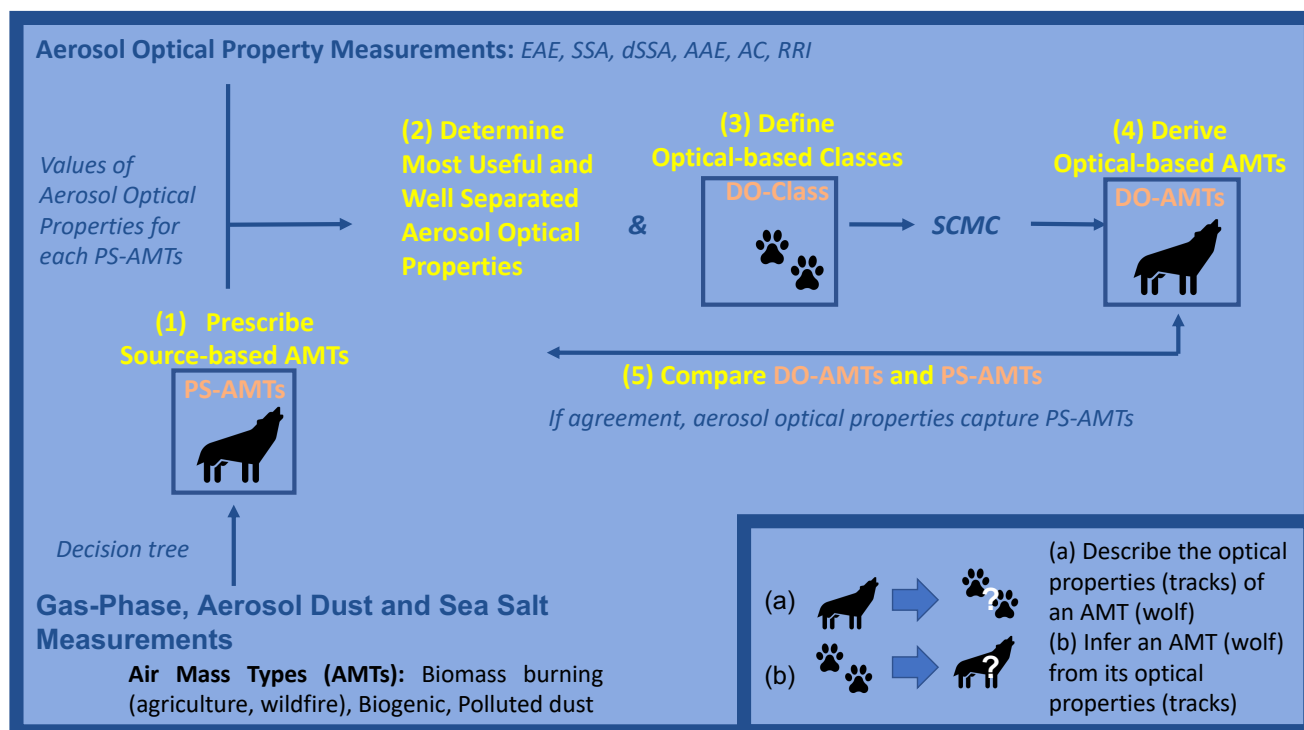 Aerosol Optical Property Measurements: EAE, SSA, dSSA, AAE, AC, RRI
Values of
Aerosol Optical
Properties for
each PS-AMTs
(2) Determine
Most Useful and
Well Separated
Aerosol Optical
Properties
&
(3) Define
Optical-based Classes
DO-Class
SCMC
(4) Derive
Optical-based AMTs
DO-AMTs
(1) Prescribe
Source-based AMTs
PS-AMTs
(5) Compare DO-AMTs and PS-AMTs
If agreement, aerosol optical properties capture PS-AMTs
Decision tree
Gas-Phase, Aerosol Dust and Sea Salt
Measurements
Air Mass Types (AMTs): Biomass burning
(agriculture, wildfire), Biogenic, Polluted dust
(a)
?
(a) Describe the optical
properties (tracks) of
an AMT (wolf)
(b)
?
(b) Infer an AMT (wolf)
from its optical
properties (tracks)